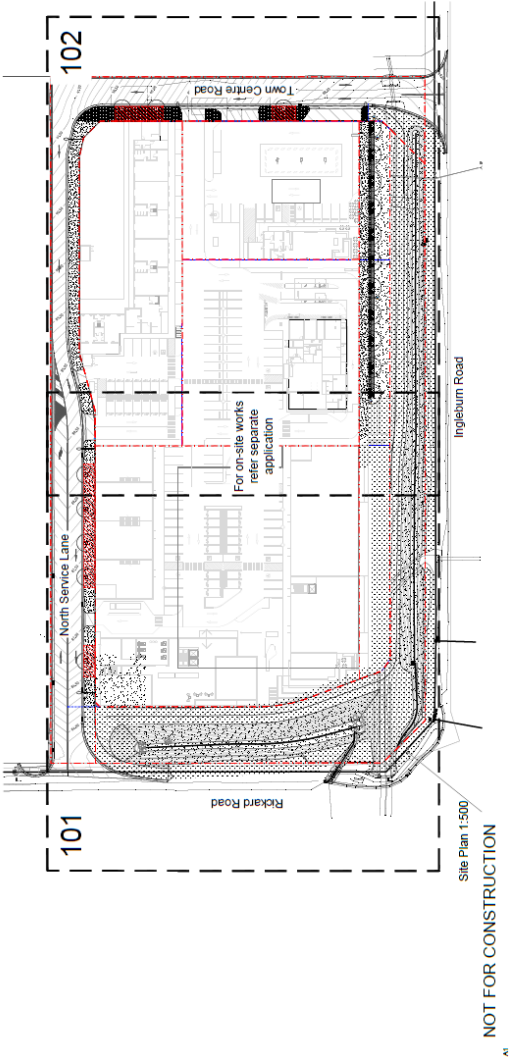 102
Town Centre Road
Ingleburn Road
For on-site works
refer separate
application
North Service Lane
Rickard Road
101
Site Plan 1:500
NOT FOR CONSTRUCTION
A1